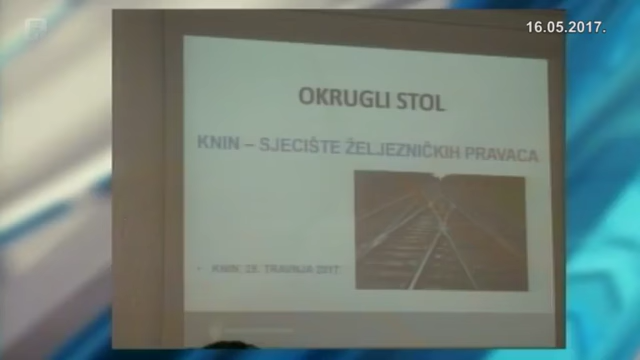 16.05.2017.
OKRUGLI STOL
KNIN – SJECIŠTE ŽELJEZNIČKIH PRAVACA
KNIN, 28. TRAVNJA 2017